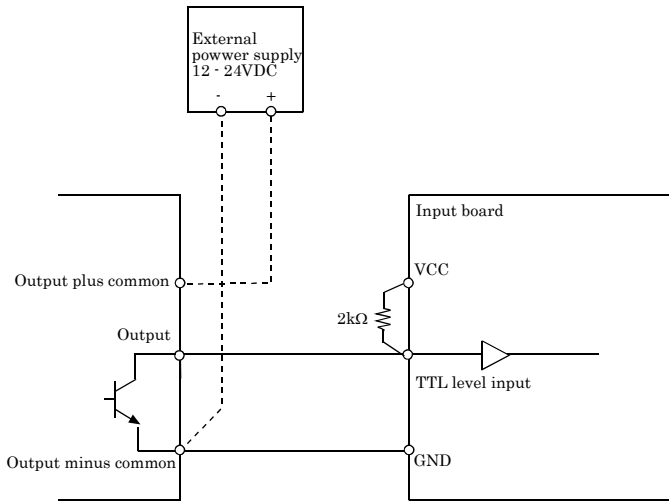 External
powwer supply
12 - 24VDC
- +
Input board
Output plus common
VCC
2kΩ
Output
TTL level input
Output minus common
GND